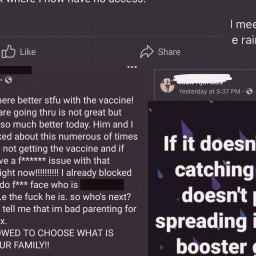 k where I now have no access.
I mee
e rai
Like
Share
Yesterday at 5:37 PM
ere better stfu with the vaccine!
are going thru is not great but
so much better today. Him and I
ked about this numerous of times
not getting the vaccine and if
ve a f****** issue with that
ight now!!!!!!!!!! I already blocked
do f*** face who is
e the fuck he is. so who's next?
tell me that im bad parenting for
x.
OWED TO CHOOSE WHAT IS
UR FAMILY!!
If it doesn
catching
doesn't p
spreading i
booster